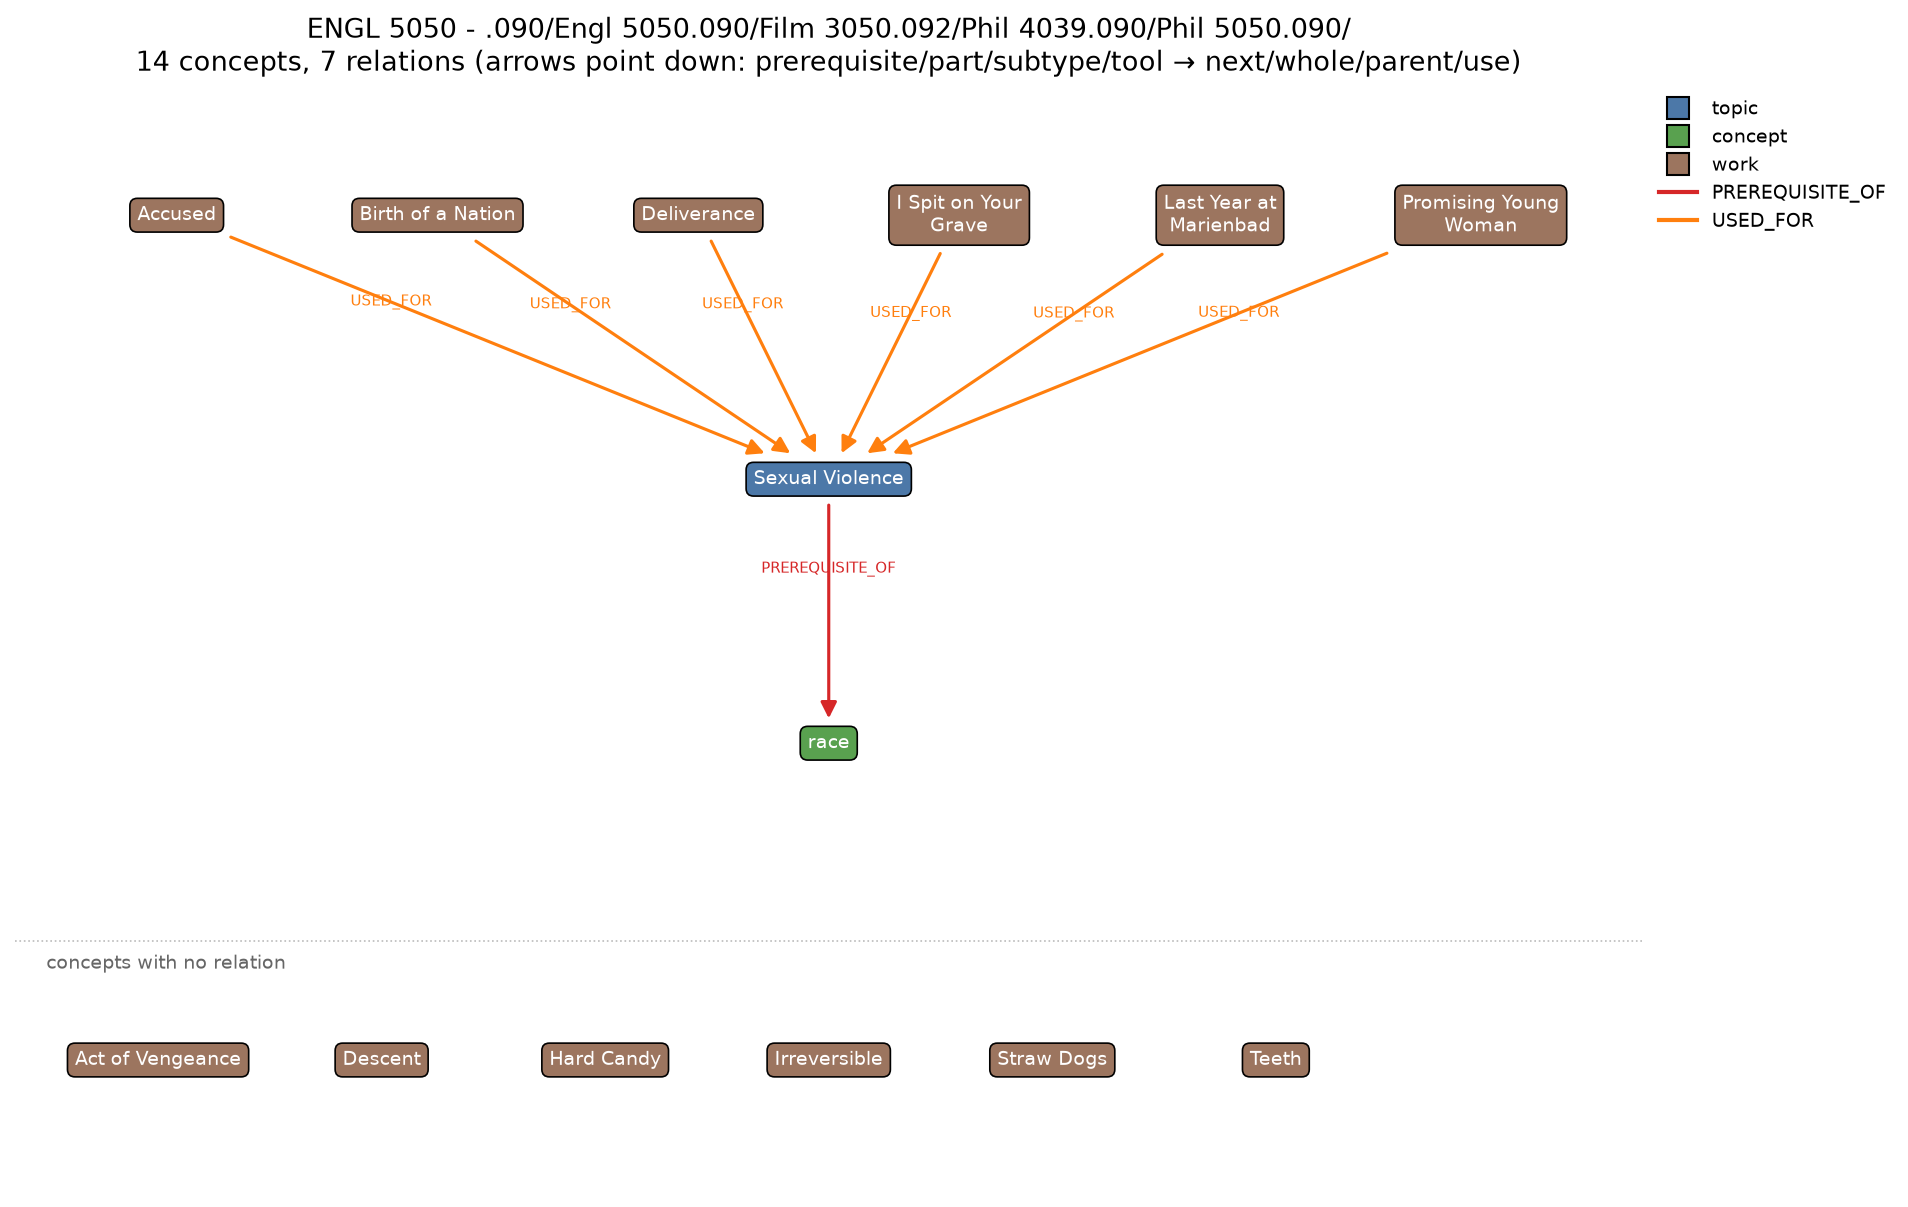 ENGL 5050 - .090/Engl 5050.090/Film 3050.092/Phil 4039.090/Phil 5050.090/
14 concepts, 7 relations (arrows point down: prerequisite/part/subtype/tool → next/whole/parent/use)
topic
concept
work
PREREQUISITE_OF
USED_FOR
Accused
Birth of a Nation
Deliverance
I Spit on Your
Grave
Last Year at
Marienbad
Promising Young
Woman
USED_FOR
USED_FOR
USED_FOR
USED_FOR
USED_FOR
USED_FOR
Sexual Violence
PREREQUISITE_OF
race
concepts with no relation
Act of Vengeance
Descent
Hard Candy
Irreversible
Straw Dogs
Teeth